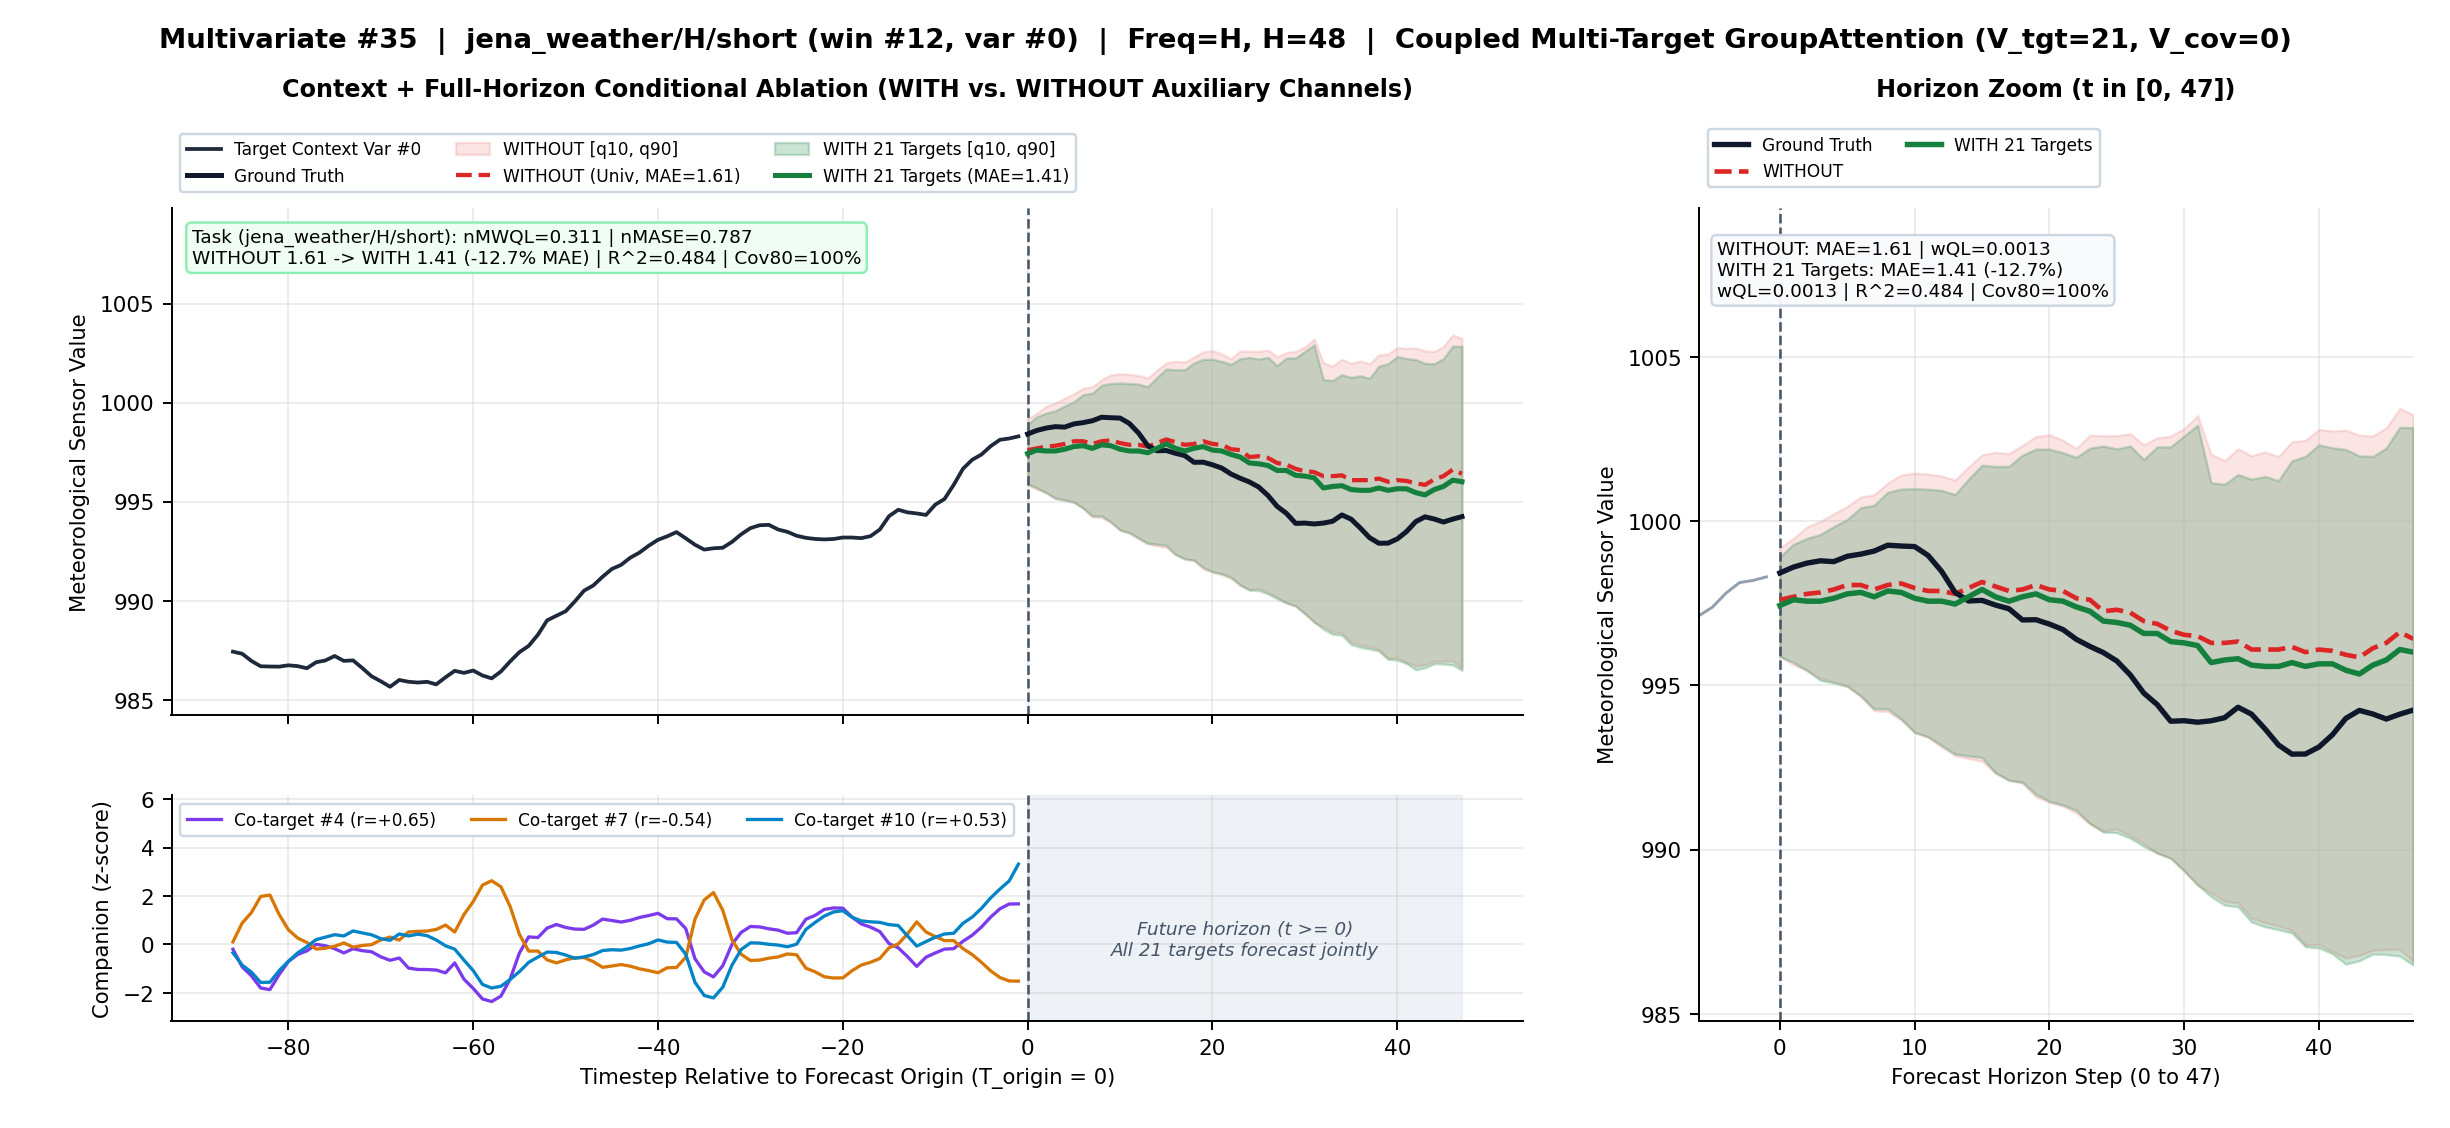 Multivariate #35 | jena_weather/H/short (win #12, var #0) | Freq=H, H=48 | Coupled Multi-Target GroupAttention (V_tgt=21, V_cov=0)
Context + Full-Horizon Conditional Ablation (WITH vs. WITHOUT Auxiliary Channels)
Target Context Var #0
Ground Truth
WITHOUT [q10, q90]
WITHOUT (Univ, MAE=1.61)
WITH 21 Targets [q10, q90]
WITH 21 Targets (MAE=1.41)
Task (jena_weather/H/short): nMWQL=0.311 | nMASE=0.787
WITHOUT 1.61 -> WITH 1.41 (-12.7% MAE) | R^2=0.484 | Cov80=100%
Meteorological Sensor Value
1005
1000
995
990
985
Companion (z-score)
6
4
2
0
−2
Co-target #4 (r=+0.65)
Co-target #7 (r=-0.54)
Co-target #10 (r=+0.53)
Future horizon (t >= 0)
All 21 targets forecast jointly
−80
−60
−40
−20
0
20
40
Timestep Relative to Forecast Origin (T_origin = 0)
Horizon Zoom (t in [0, 47])
Ground Truth
WITHOUT
WITH 21 Targets
WITHOUT: MAE=1.61 | wQL=0.0013
WITH 21 Targets: MAE=1.41 (-12.7%)
wQL=0.0013 | R^2=0.484 | Cov80=100%
Meteorological Sensor Value
1005
1000
995
990
985
0
10
20
30
40
Forecast Horizon Step (0 to 47)